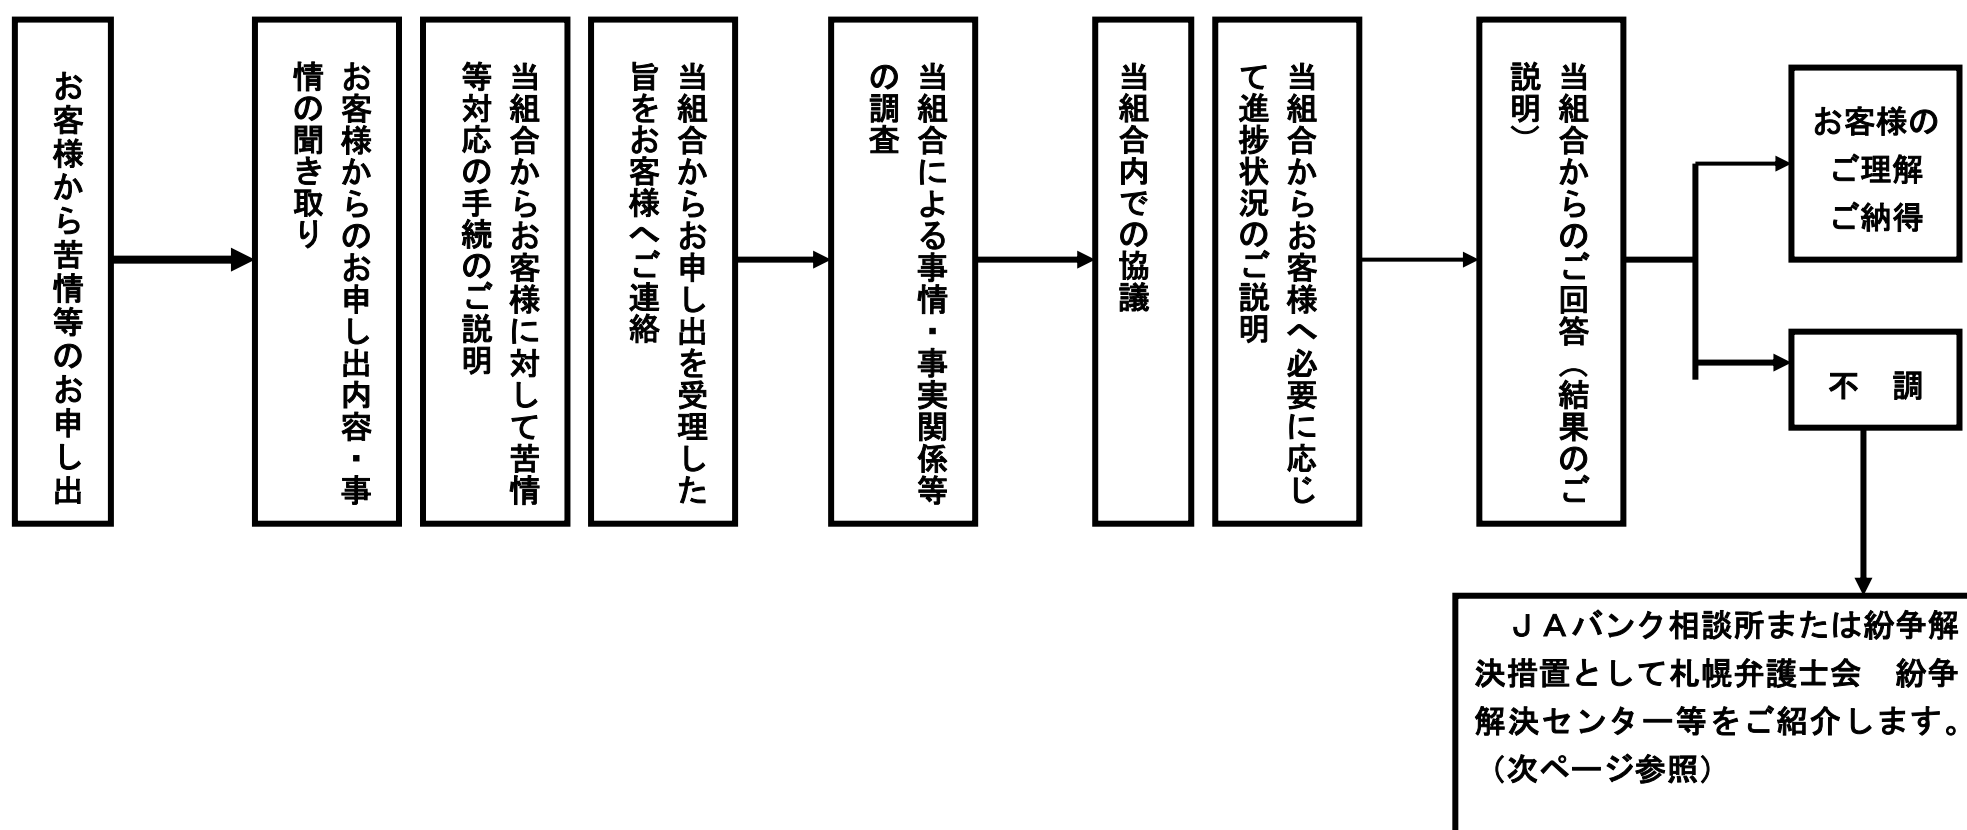 お客様から苦情等のお申し出
お客様からのお申し出内容・事
情の聞き取り
当組合からお客様に対して苦情
等対応の手続のご説明
当組合からお申し出を受理した
旨をお客様へご連絡
当組合による事情・事実関係等
の調査
当組合内での協議
当組合からお客様へ必要に応じ
て進捗状況のご説明
当組合からのご回答（結果のご
説明）
お客様の
ご理解
ご納得
不　調
ＪＡバンク相談所または紛争解
決措置として札幌弁護士会　紛争
解決センター等をご紹介します。
（次ページ参照）